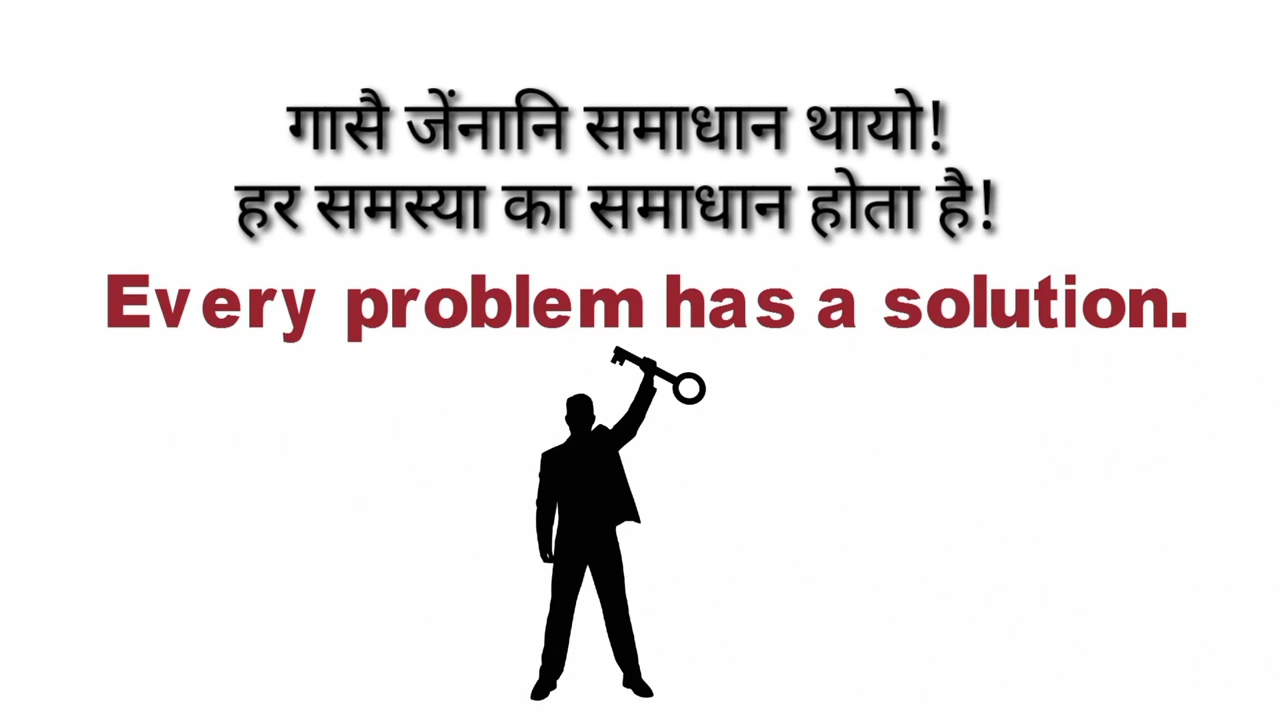 गासै जेंनानि समाधान थायो!
हर समस्या का समाधान होता है!
Every problem has a solution.